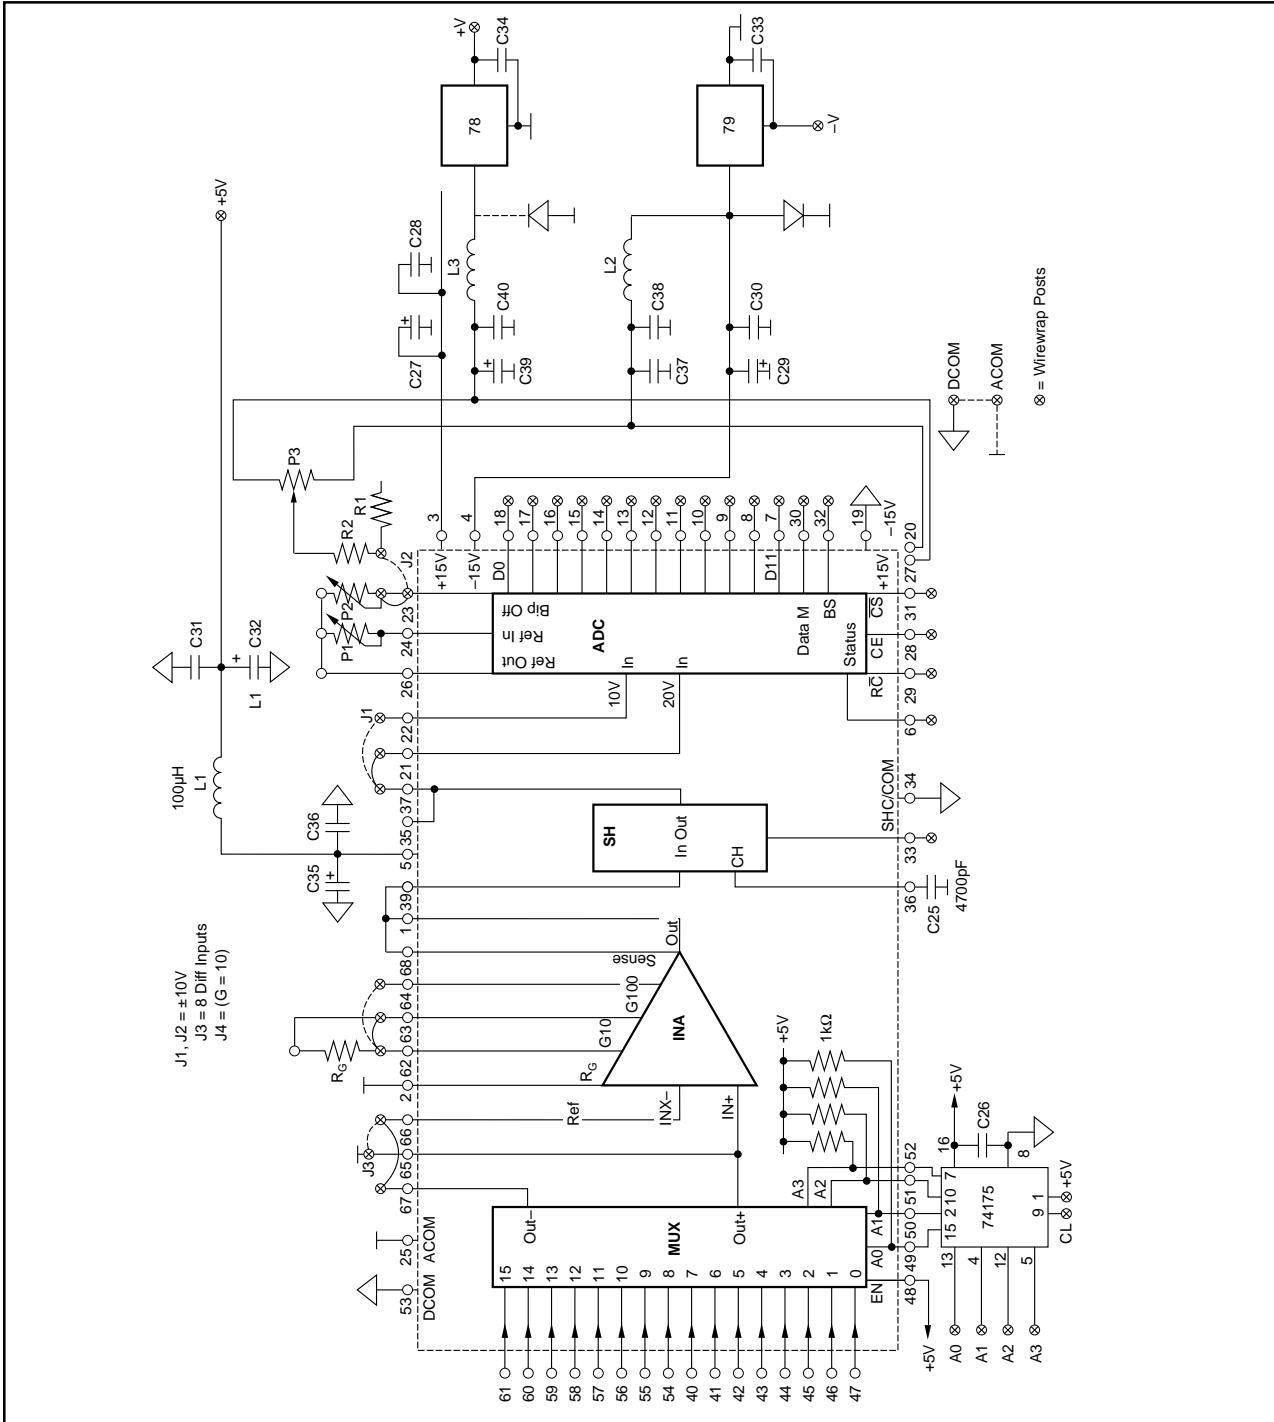 +V
C34
78
C33
79
–V
+5V
C28
C27
L3
C40
C39
L2
C38
C37
C30
C29
DCOM
ACOM
= Wirewrap Posts
100µH
L1
C31
C32
L1
C36
C35
P3
R2
R1
J2
P2
P1
J1
J1, J2 = ±10V
J3 = 8 Diff Inputs
J4 = (G = 10)
RG
J3
53
25
67
65
66
2
62
63
64
68
1
39
5
35
37
21
22
26
24
23
3
4
DCOM
ACOM
Ref
RG
G10
G100
Sense
Out
INA
INX–
IN+
SH
In Out
CH
10V
20V
Ref Out
Ref In
Bip Off
ADC
In
In
Data M
BS
Status
+15V
–15V
D0
D11
18
17
16
15
14
13
12
11
10
9
8
7
30
32
19
–15V
+15V
20
27
CS
31
CE
28
RC
29
6
SHC/COM
34
33
36
C25
4700pF
MUX
Out–
Out+
A3
A2
A1
A0
EN
15
14
13
12
11
10
9
8
7
6
5
4
3
2
1
0
61
60
59
58
57
56
55
54
40
41
42
43
44
45
46
47
+5V
1kΩ
52
51
50
49
48
+5V
+5V
16
C26
8
7
10
2
15
74175
1
9
+5V
CL
13
4
12
5
A0
A1
A2
A3